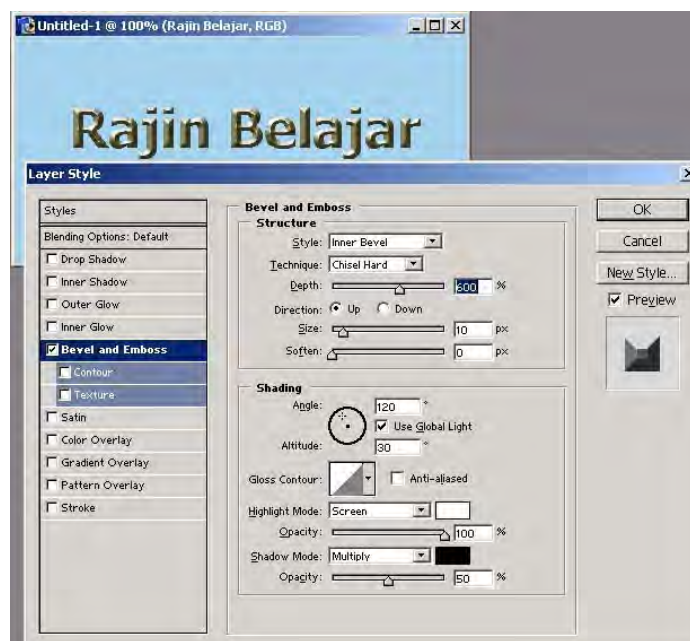 Untitled-1 @ 100% (Rajin Belajar, RGB)
Rajin Belajar
Layer Style
Styles
Blending Options: Default
Drop Shadow
Inner Shadow
Outer Glow
Inner Glow
Bevel and Emboss
Contour
Texture
Satin
Color Overlay
Gradient Overlay
Pattern Overlay
Stroke
Bevel and Emboss
Structure
Style: Inner Bevel
Technique: Chisel Hard
Depth: 600 %
Direction: Up Down
Size: 10 px
Soften: 0 px
Shading
Angle: 120 °
Use Global Light
Altitude: 30 °
Gloss Contour: Anti-aliased
Highlight Mode: Screen
Opacity: 100 %
Shadow Mode: Multiply
Opacity: 50 %
OK
Cancel
New Style...
Preview